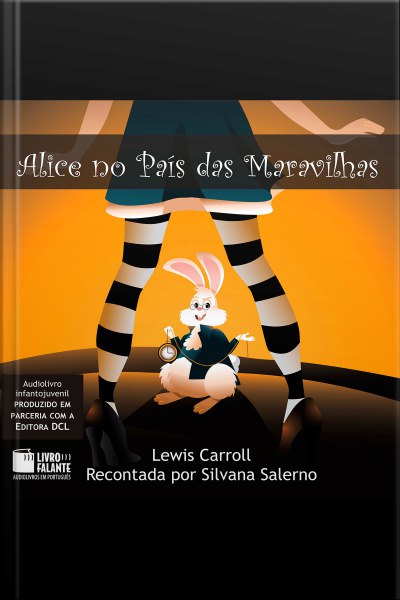 Alice no País das Maravilhas
Audiolivro
infantojuvenil
PRODUZIDO EM
PARCERIA COM A
EDITORA DCL
LIVRO
FALANTE
AUDIOLIVROS EM PORTUGUÊS
Lewis Carroll
Recontada por Silvana Salerno